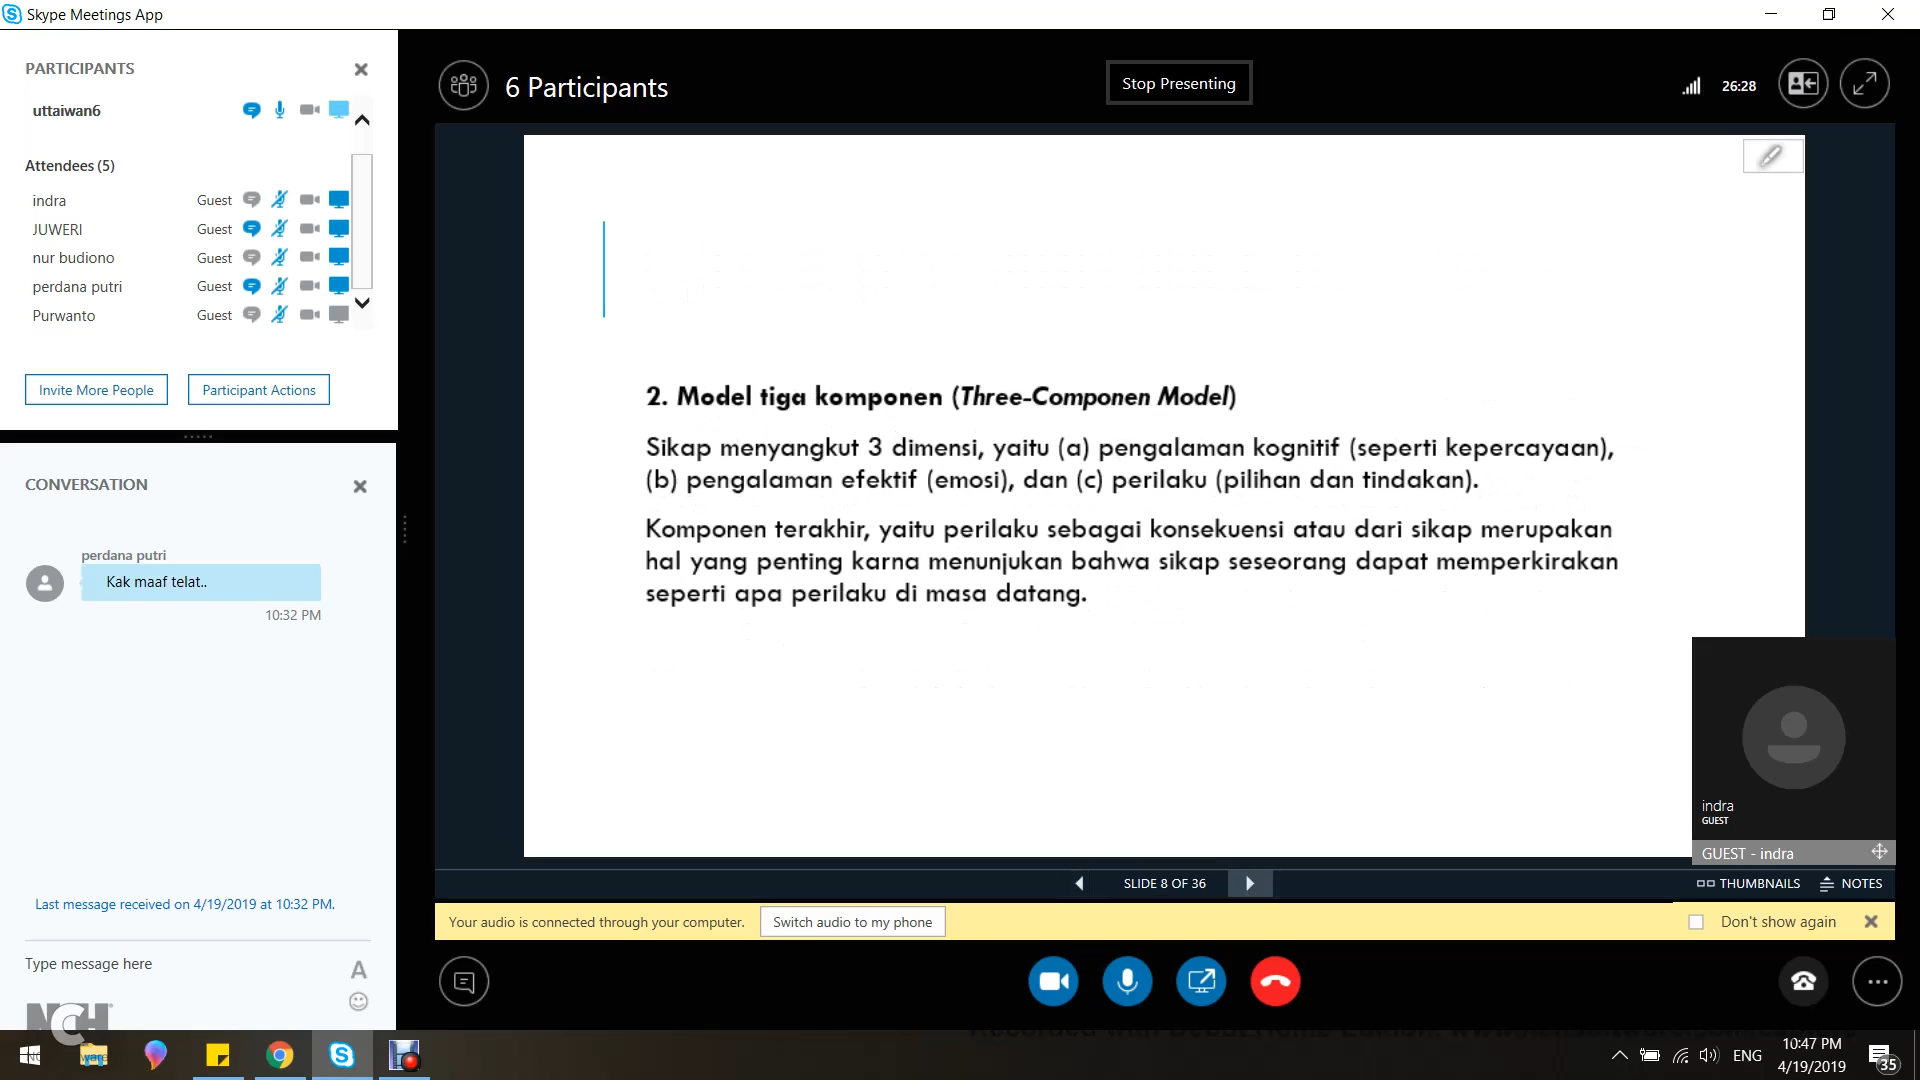 Skype Meetings App
PARTICIPANTS
uttaiwan6
Attendees (5)
indra Guest
JUWERI Guest
nur budiono Guest
perdana putri Guest
Purwanto Guest
Invite More People
Participant Actions
CONVERSATION
perdana putri
Kak maaf telat..
10:32 PM
Last message received on 4/19/2019 at 10:32 PM.
Type message here
A
NCH
6 Participants
Stop Presenting
26:28
2. Model tiga komponen (Three-Componen Model)
Sikap menyangkut 3 dimensi, yaitu (a) pengalaman kognitif (seperti kepercayaan),
(b) pengalaman efektif (emosi), dan (c) perilaku (pilihan dan tindakan).
Komponen terakhir, yaitu perilaku sebagai konsekuensi atau dari sikap merupakan
hal yang penting karna menunjukan bahwa sikap seseorang dapat memperkirakan
seperti apa perilaku di masa datang.
indra
GUEST
GUEST - indra
SLIDE 8 OF 36
THUMBNAILS
NOTES
Your audio is connected through your computer.
Switch audio to my phone
Don't show again
ENG
10:47 PM
4/19/2019
35